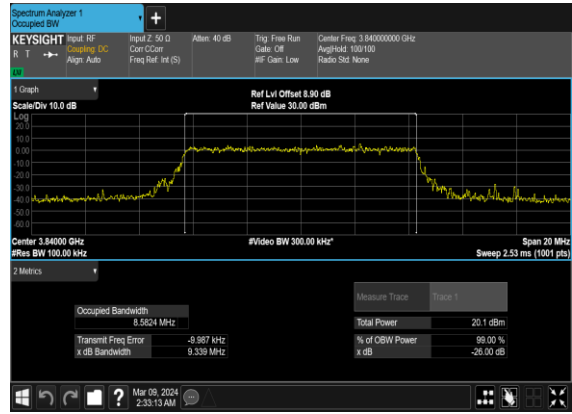 Spectrum Analyzer 1
Occupied BW
+
KEYSIGHT
R T
LW
Input: RF
Coupling: DC
Align: Auto
Input Z: 50 Ω
Corr CCorr
Freq Ref: Int (S)
Atten: 40 dB
Trig: Free Run
Gate: Off
#IF Gain: Low
Center Freq: 3.840000000 GHz
Avg|Hold: 100/100
Radio Std: None
1 Graph
Scale/Div 10.0 dB
Ref Lvl Offset 8.90 dB
Ref Value 30.00 dBm
Log
20.0
10.0
0.00
-10.0
-20.0
-30.0
-40.0
-50.0
-60.0
Center 3.84000 GHz
#Res BW 100.00 kHz
#Video BW 300.00 kHz*
Span 20 MHz
Sweep 2.53 ms (1001 pts)
2 Metrics
Measure Trace Trace 1
Occupied Bandwidth
8.5824 MHz
Total Power 20.1 dBm
Transmit Freq Error -9.987 kHz
x dB Bandwidth 9.339 MHz
% of OBW Power 99.00 %
x dB -26.00 dB
?
Mar 09, 2024
2:33:13 AM